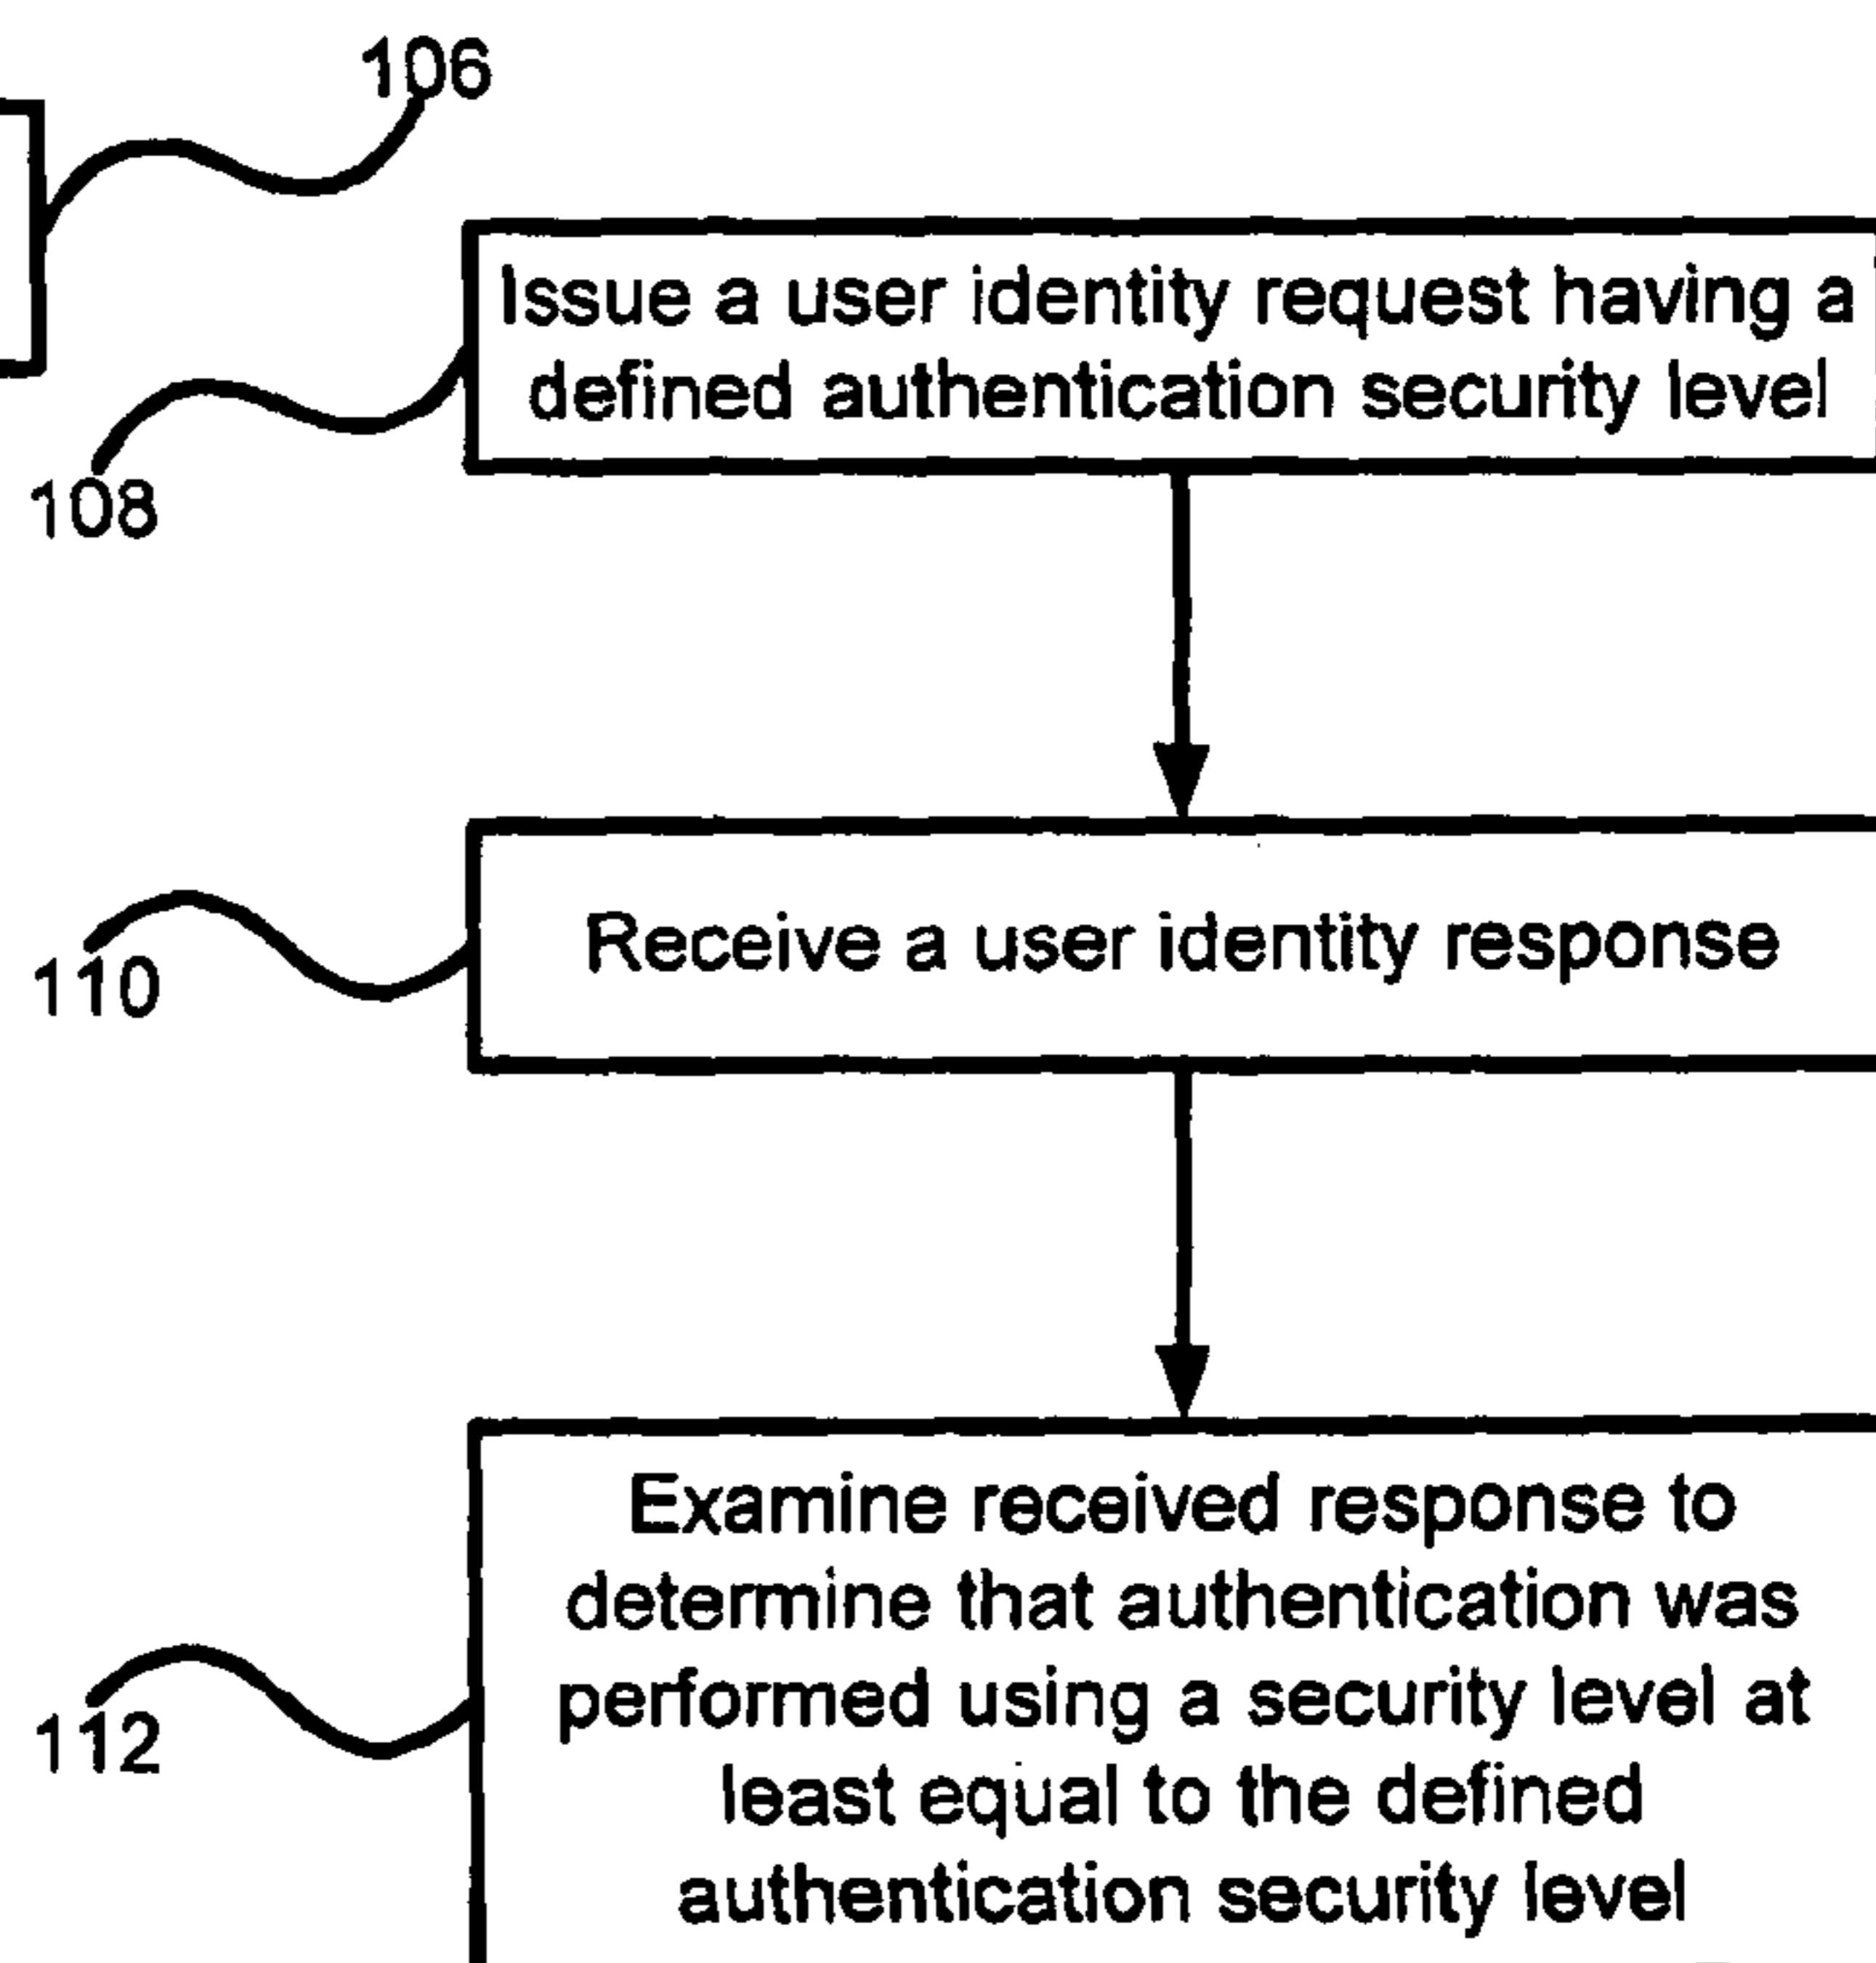 106
Issue a user identity request having a
defined authentication security level
108
Receive a user identity response
110
Examine received response to
determine that authentication was
performed using a security level at
least equal to the defined
authentication security level
112